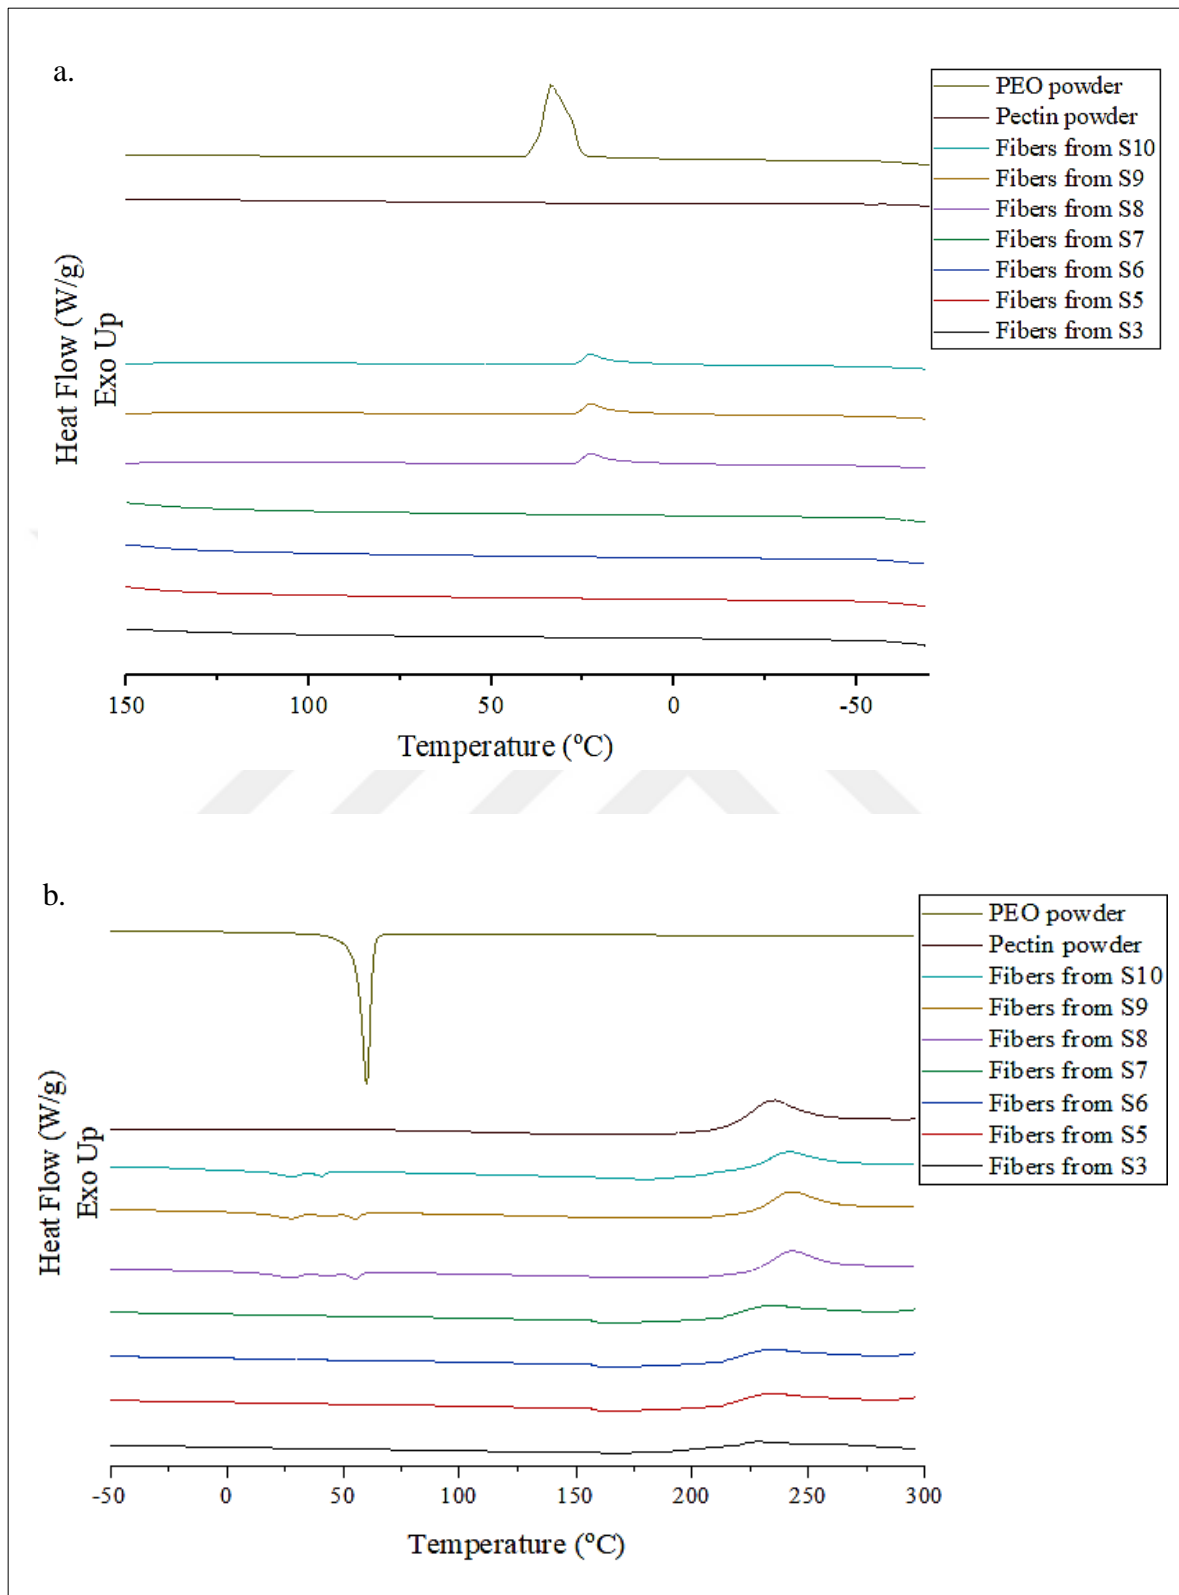 a.
PEO powder
Pectin powder
Fibers from S10
Fibers from S9
Fibers from S8
Fibers from S7
Fibers from S6
Fibers from S5
Fibers from S3
Heat Flow (W/g)
Exo Up
150 100 50 0 -50
Temperature (°C)
b.
PEO powder
Pectin powder
Fibers from S10
Fibers from S9
Fibers from S8
Fibers from S7
Fibers from S6
Fibers from S5
Fibers from S3
Heat Flow (W/g)
Exo Up
-50 0 50 100 150 200 250 300
Temperature (°C)